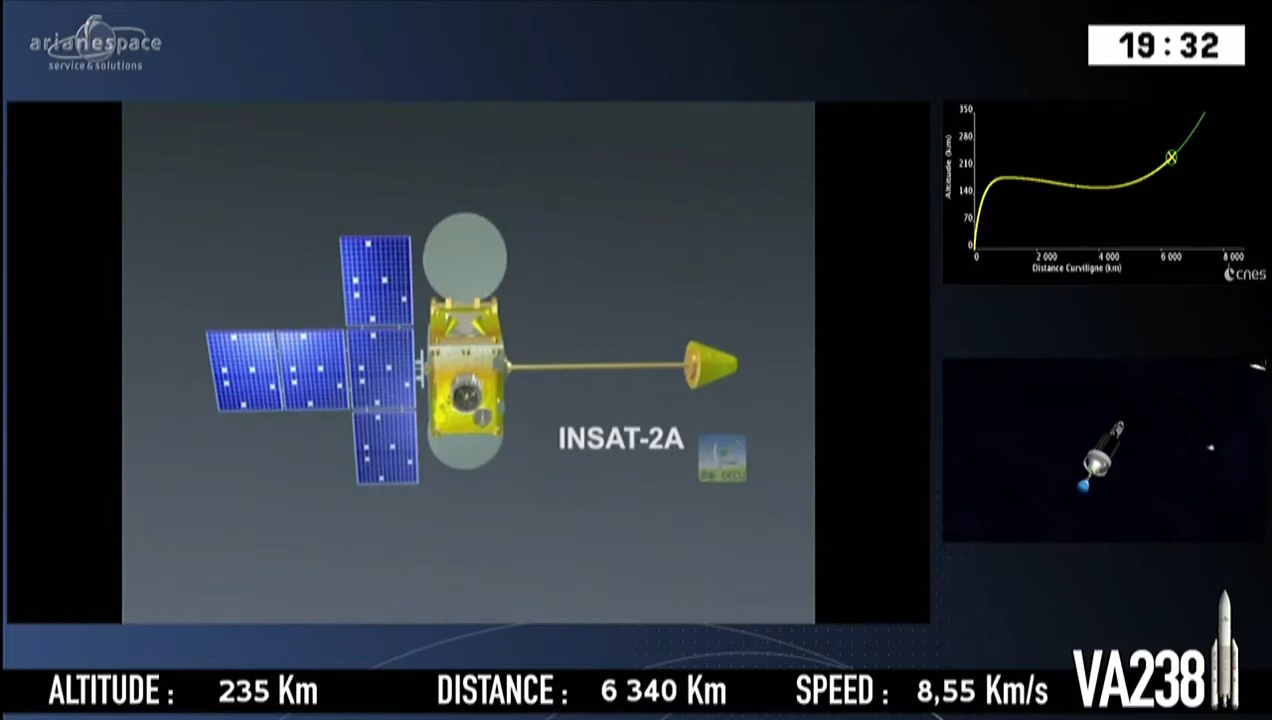 arianespace
service & solutions
19 : 32
350
280
210
140
70
0
Altitude (km)
0
2 000
4 000
6 000
8 000
Distance Curviligne (km)
cnes
INSAT-2A
DECU
ALTITUDE : 235 Km DISTANCE : 6 340 Km SPEED : 8,55 Km/s VA238